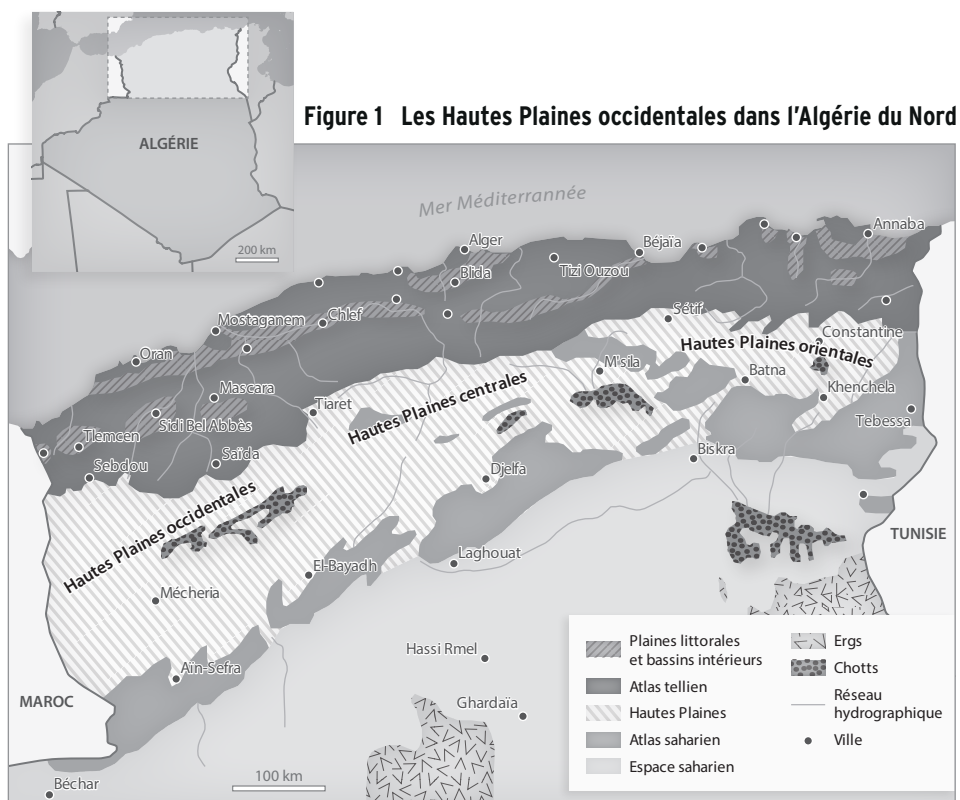 ALGÉRIE
200 km
Figure 1 Les Hautes Plaines occidentales dans l'Algérie du Nord
Mer Méditerrannée
Annaba
Alger
Béjaïa
Blida
Tizi Ouzou
Sétif
Mostaganem
Chlef
Constantine
Hautes Plaines orientales
Oran
M'sila
Batna
Mascara
Khenchela
Hautes Plaines centrales
Tiaret
Tebessa
Sidi Bel Abbès
Tlemcen
Saïda
Biskra
Sebdou
Djelfa
Hautes Plaines occidentales
TUNISIE
Laghouat
El-Bayadh
Mécheria
Hassi Rmel
Aïn-Sefra
MAROC
Ghardaïa
100 km
Béchar
Plaines littorales
et bassins intérieurs
Atlas tellien
Hautes Plaines
Atlas saharien
Espace saharien
Ergs
Chotts
Réseau
hydrographique
Ville